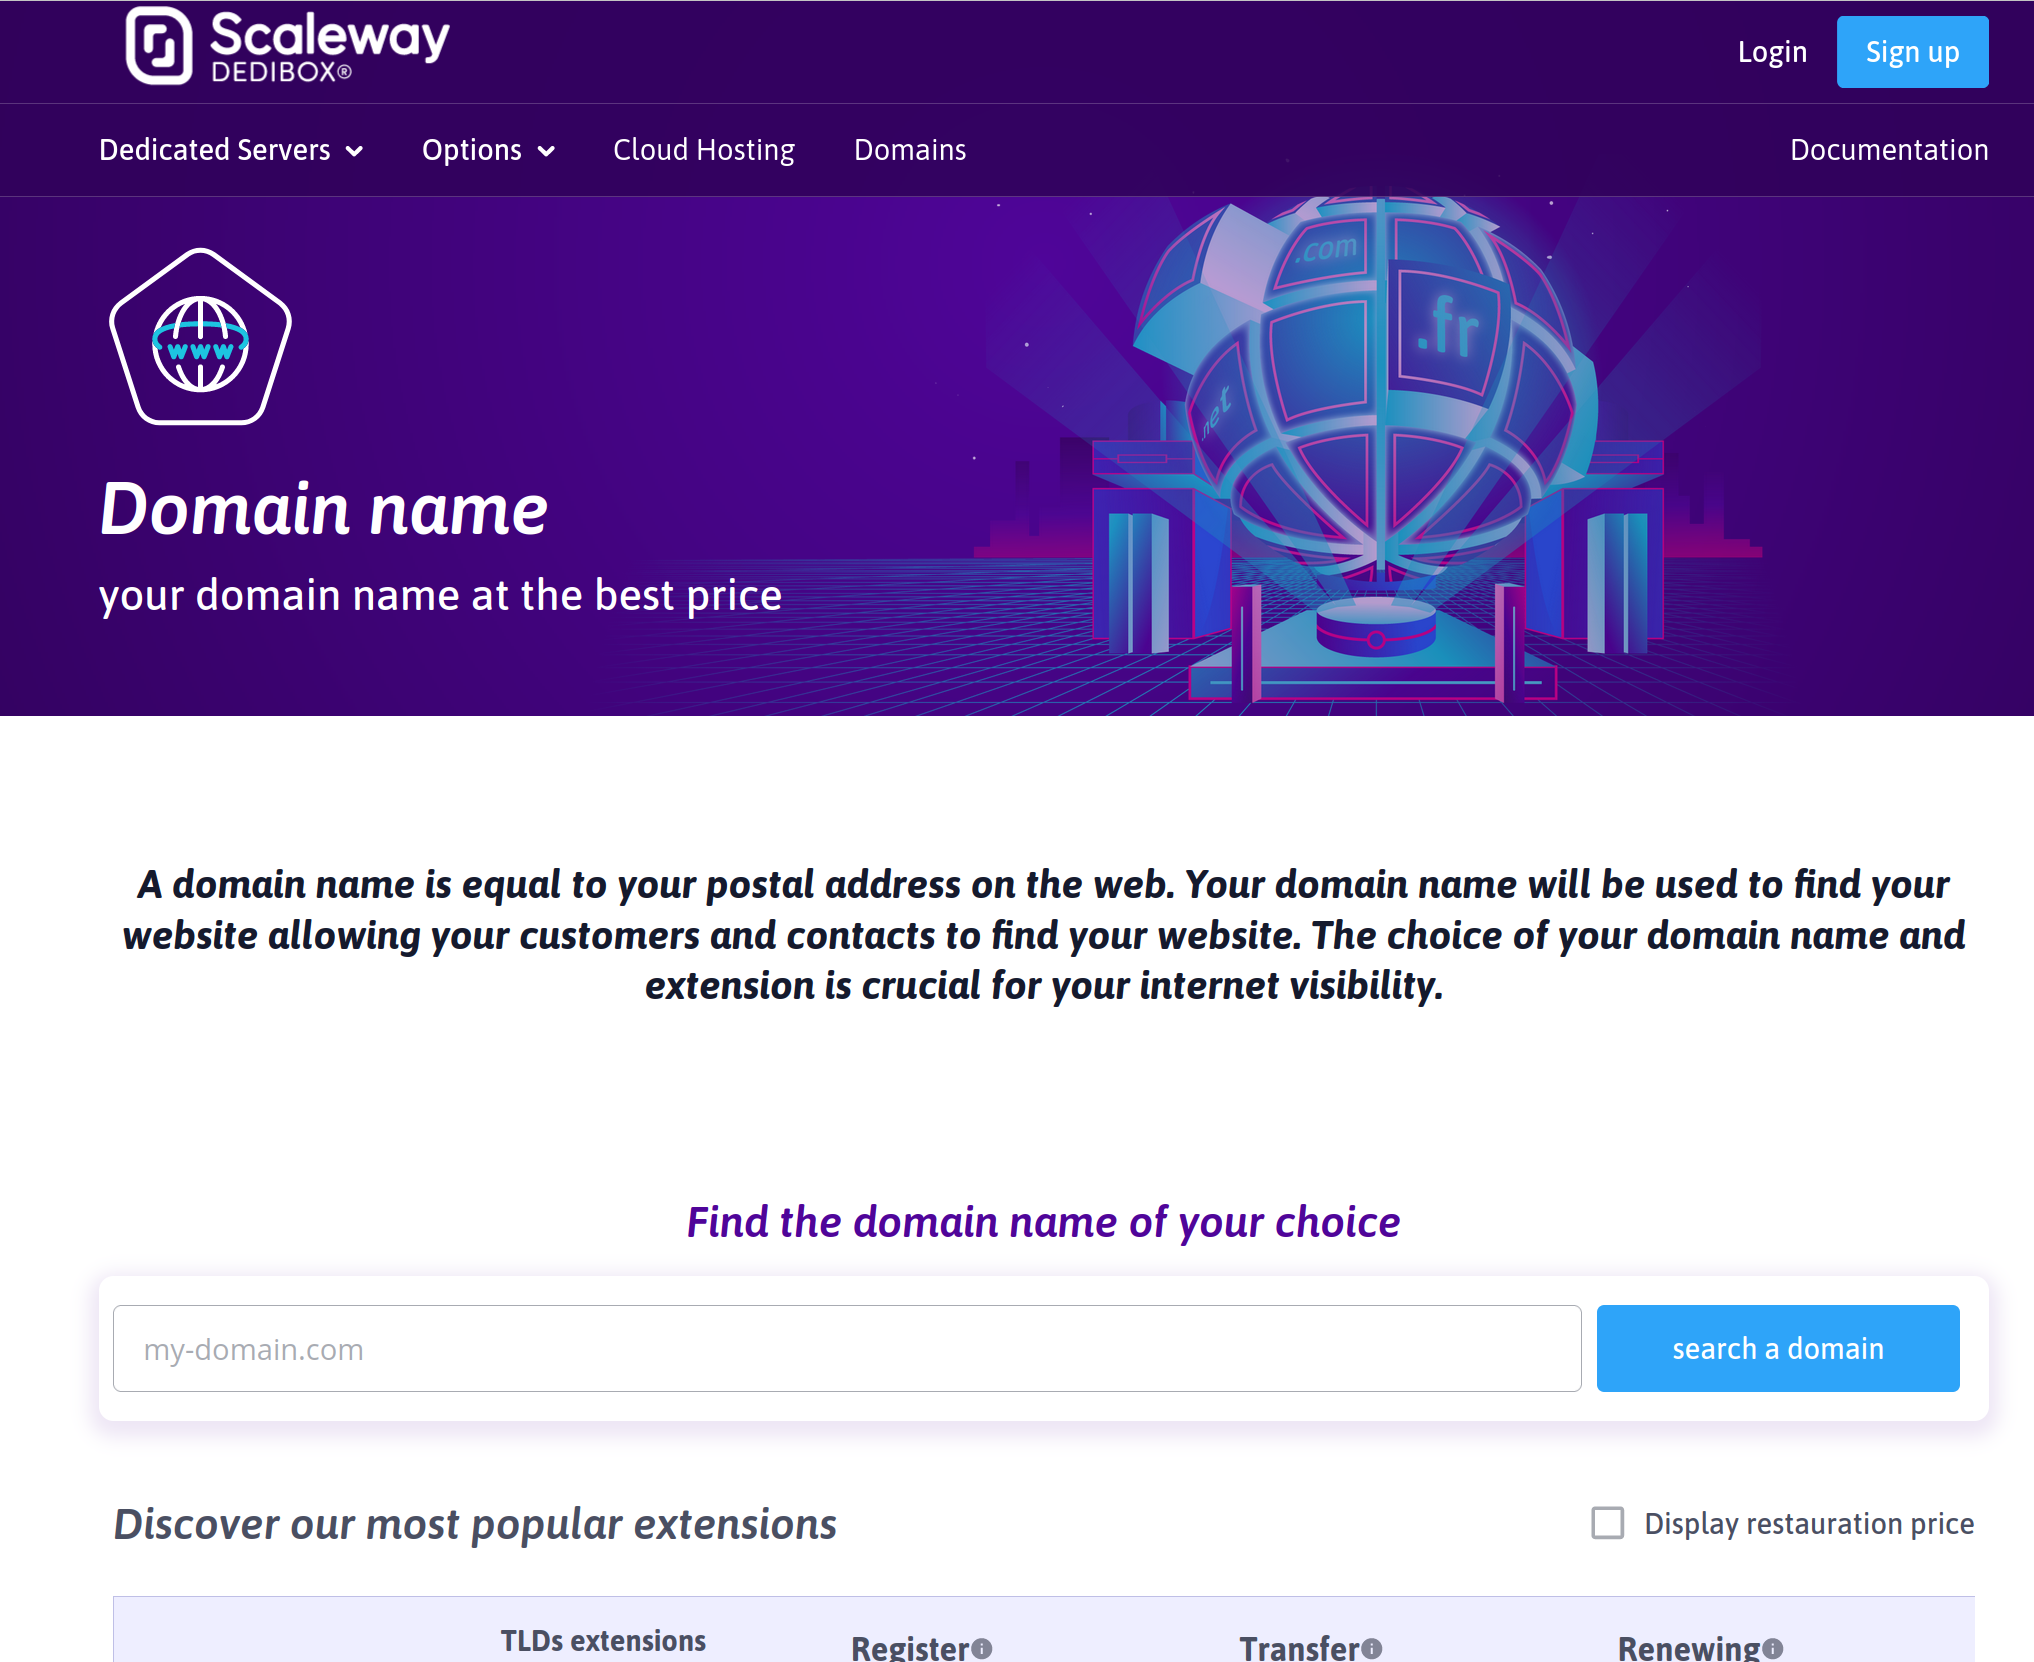 Scaleway
DEDIBOX®
Login
Sign up
Dedicated Servers
Options
Cloud Hosting
Domains
Documentation
.com
.fr
.net
www
Domain name
your domain name at the best price
A domain name is equal to your postal address on the web. Your domain name will be used to find your
website allowing your customers and contacts to find your website. The choice of your domain name and
extension is crucial for your internet visibility.
Find the domain name of your choice
my-domain.com
search a domain
Discover our most popular extensions
Display restauration price
TLDs extensions
Register
Transfer
Renewing